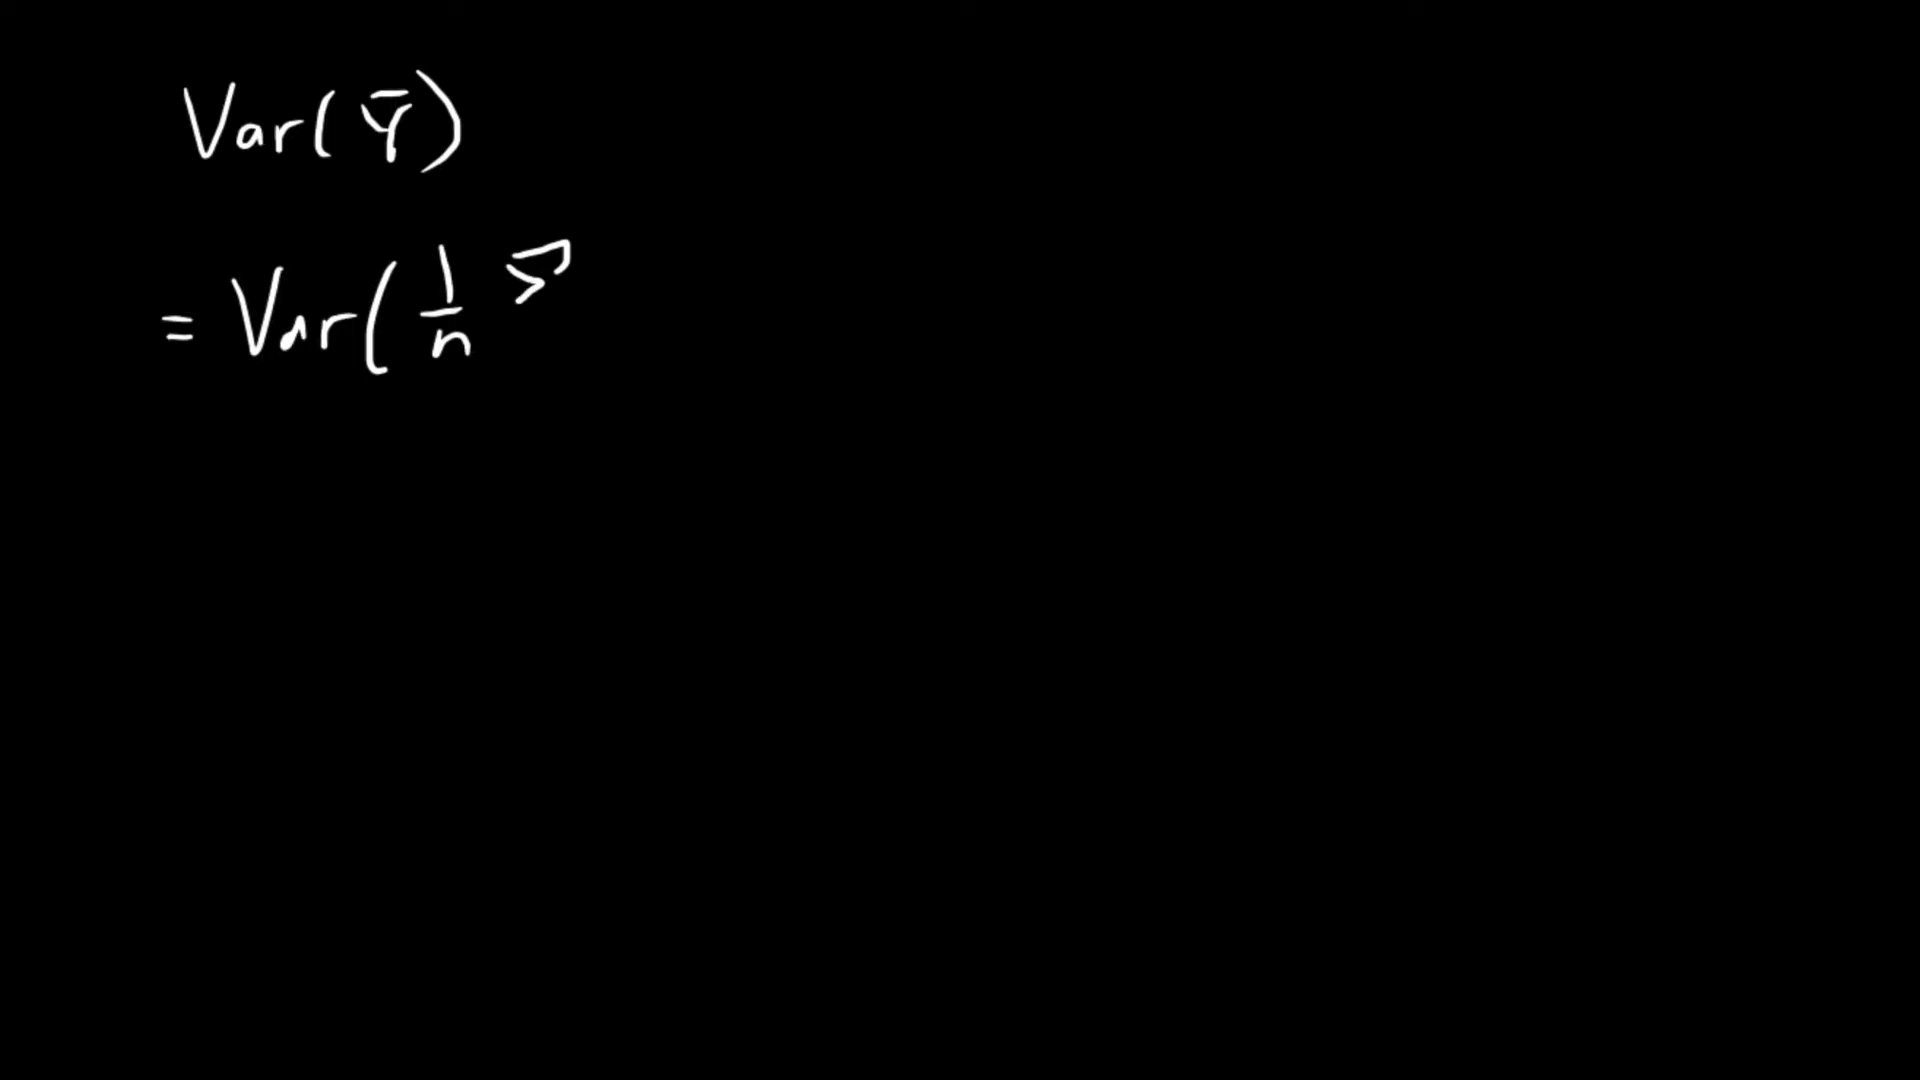 Var(Ȳ)
= Var( 1/n Σ